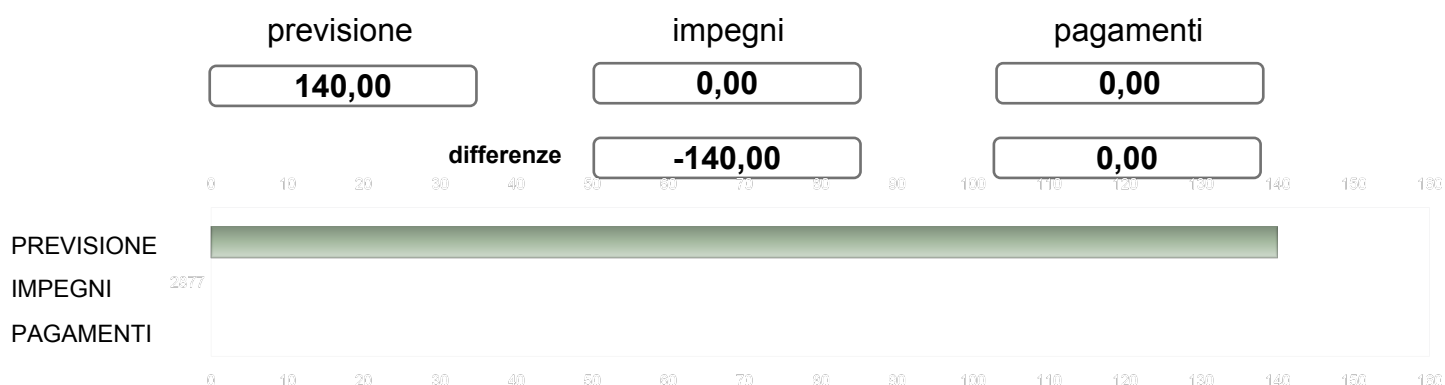 previsione impegni pagamenti
140,00 0,00 0,00
differenze -140,00 0,00
0 10 20 30 40 50 60 70 80 90 100 110 120 130 140 150 160
PREVISIONE
2877
IMPEGNI
PAGAMENTI
0 10 20 30 40 50 60 70 80 90 100 110 120 130 140 150 160